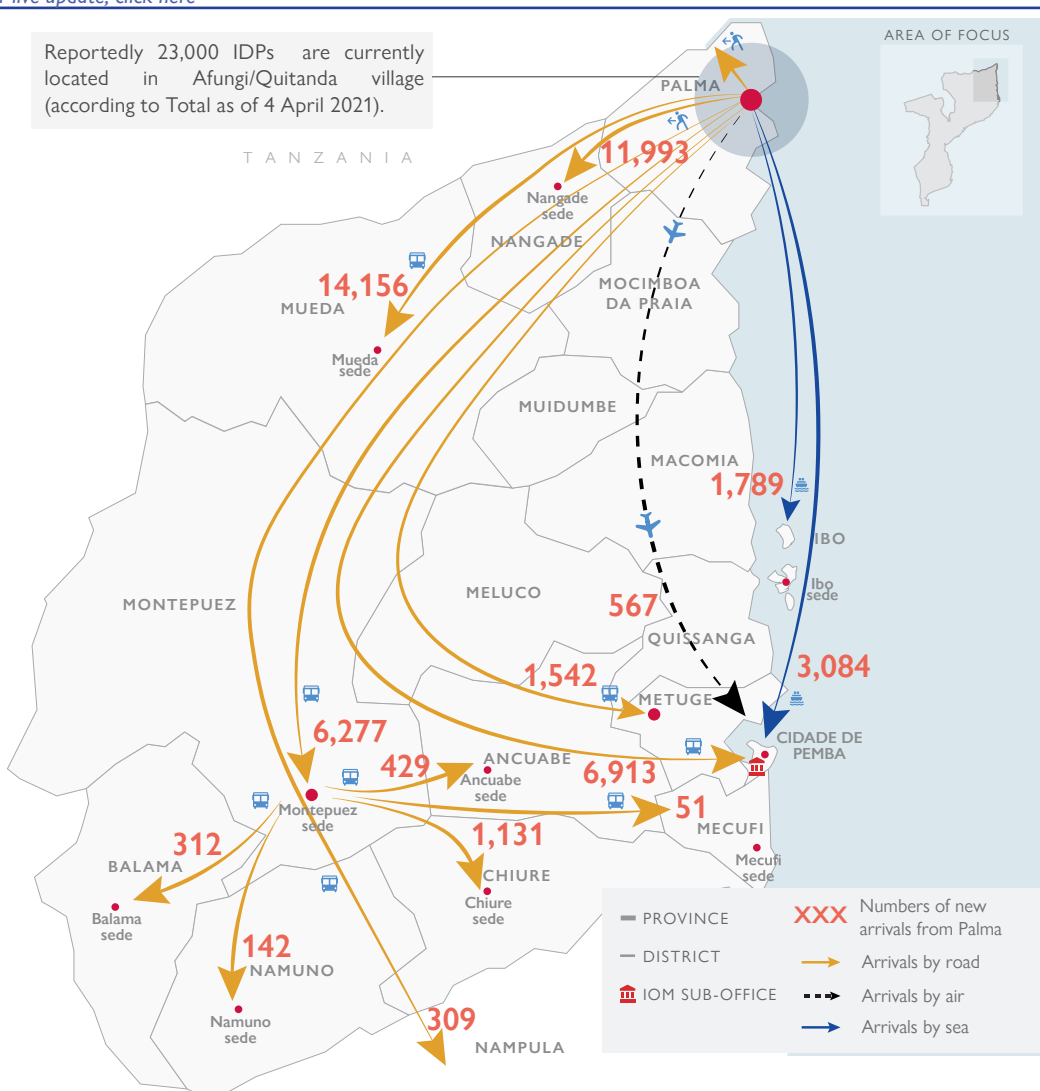 r live update, click here
AREA OF FOCUS
Reportedly 23,000 IDPs are currently
located in Afungi/Quitanda village
(according to Total as of 4 April 2021).
PALMA
TANZANIA
11,993
Nangade
sede
NANGADE
14,156
MUEDA
MOCIMBOA
DA PRAIA
Mueda
sede
MUIDUMBE
MACOMIA
1,789
IBO
Ibo
sede
MELUCO
MONTEPUEZ
567
QUISSANGA
1,542
3,084
METUGE
6,277
CIDADE DE
PEMBA
429
ANCUABE
Ancuabe
sede
6,913
Montepuez
sede
51
MECUFI
312
1,131
BALAMA
Mecufi
sede
CHIURE
Chiure
sede
Balama
sede
142
NAMUNO
Namuno
sede
309
NAMPULA
PROVINCE
DISTRICT
IOM SUB-OFFICE
XXX Numbers of new
arrivals from Palma
Arrivals by road
Arrivals by air
Arrivals by sea